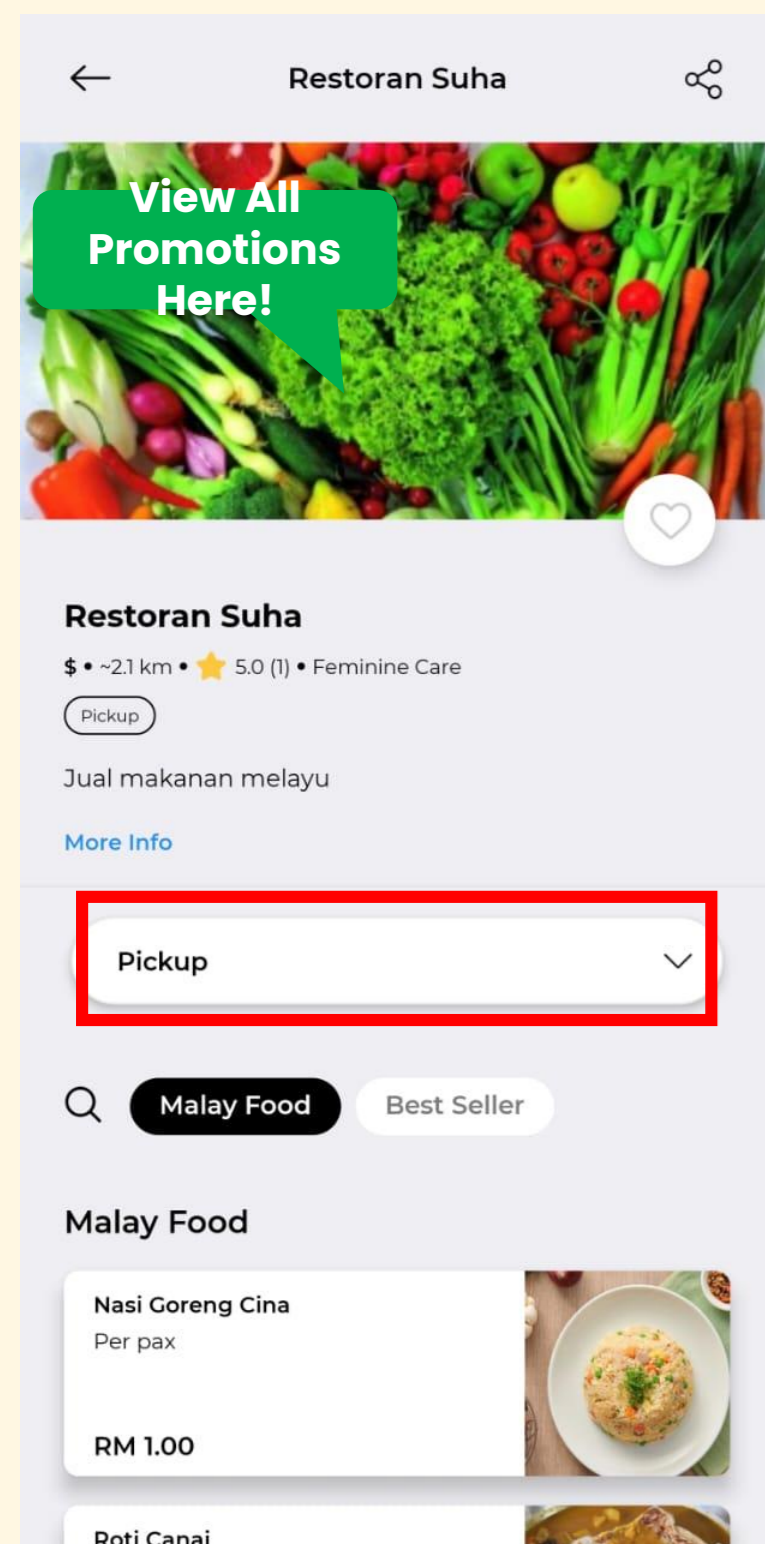 Restoran Suha
View All
Promotions
Here!
Restoran Suha
$ • ~2.1 km • 5.0 (1) • Feminine Care
Pickup
Jual makanan melayu
More Info
Pickup
Malay Food Best Seller
Malay Food
Nasi Goreng Cina
Per pax
RM 1.00
Roti Canai